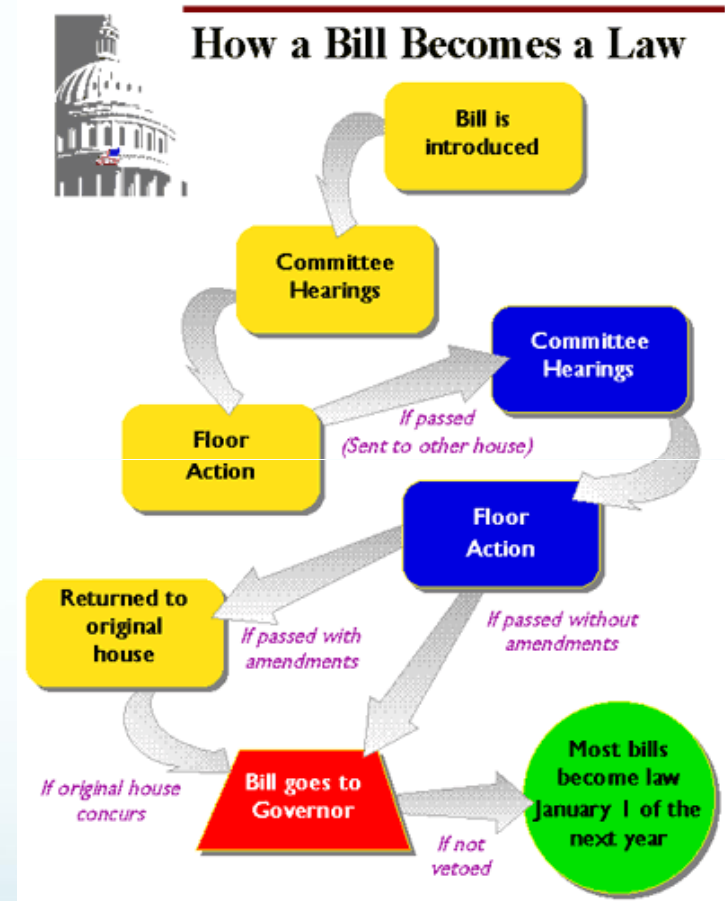 How a Bill Becomes a Law
Bill is
introduced
Committee
Hearings
Committee
Hearings
If passed
(Sent to other house)
Floor
Action
Floor
Action
Returned to
original
house
If passed with
amendments
If passed without
amendments
If original house
concurs
Bill goes to
Governor
If not
vetoed
Most bills
become law
January 1 of the
next year